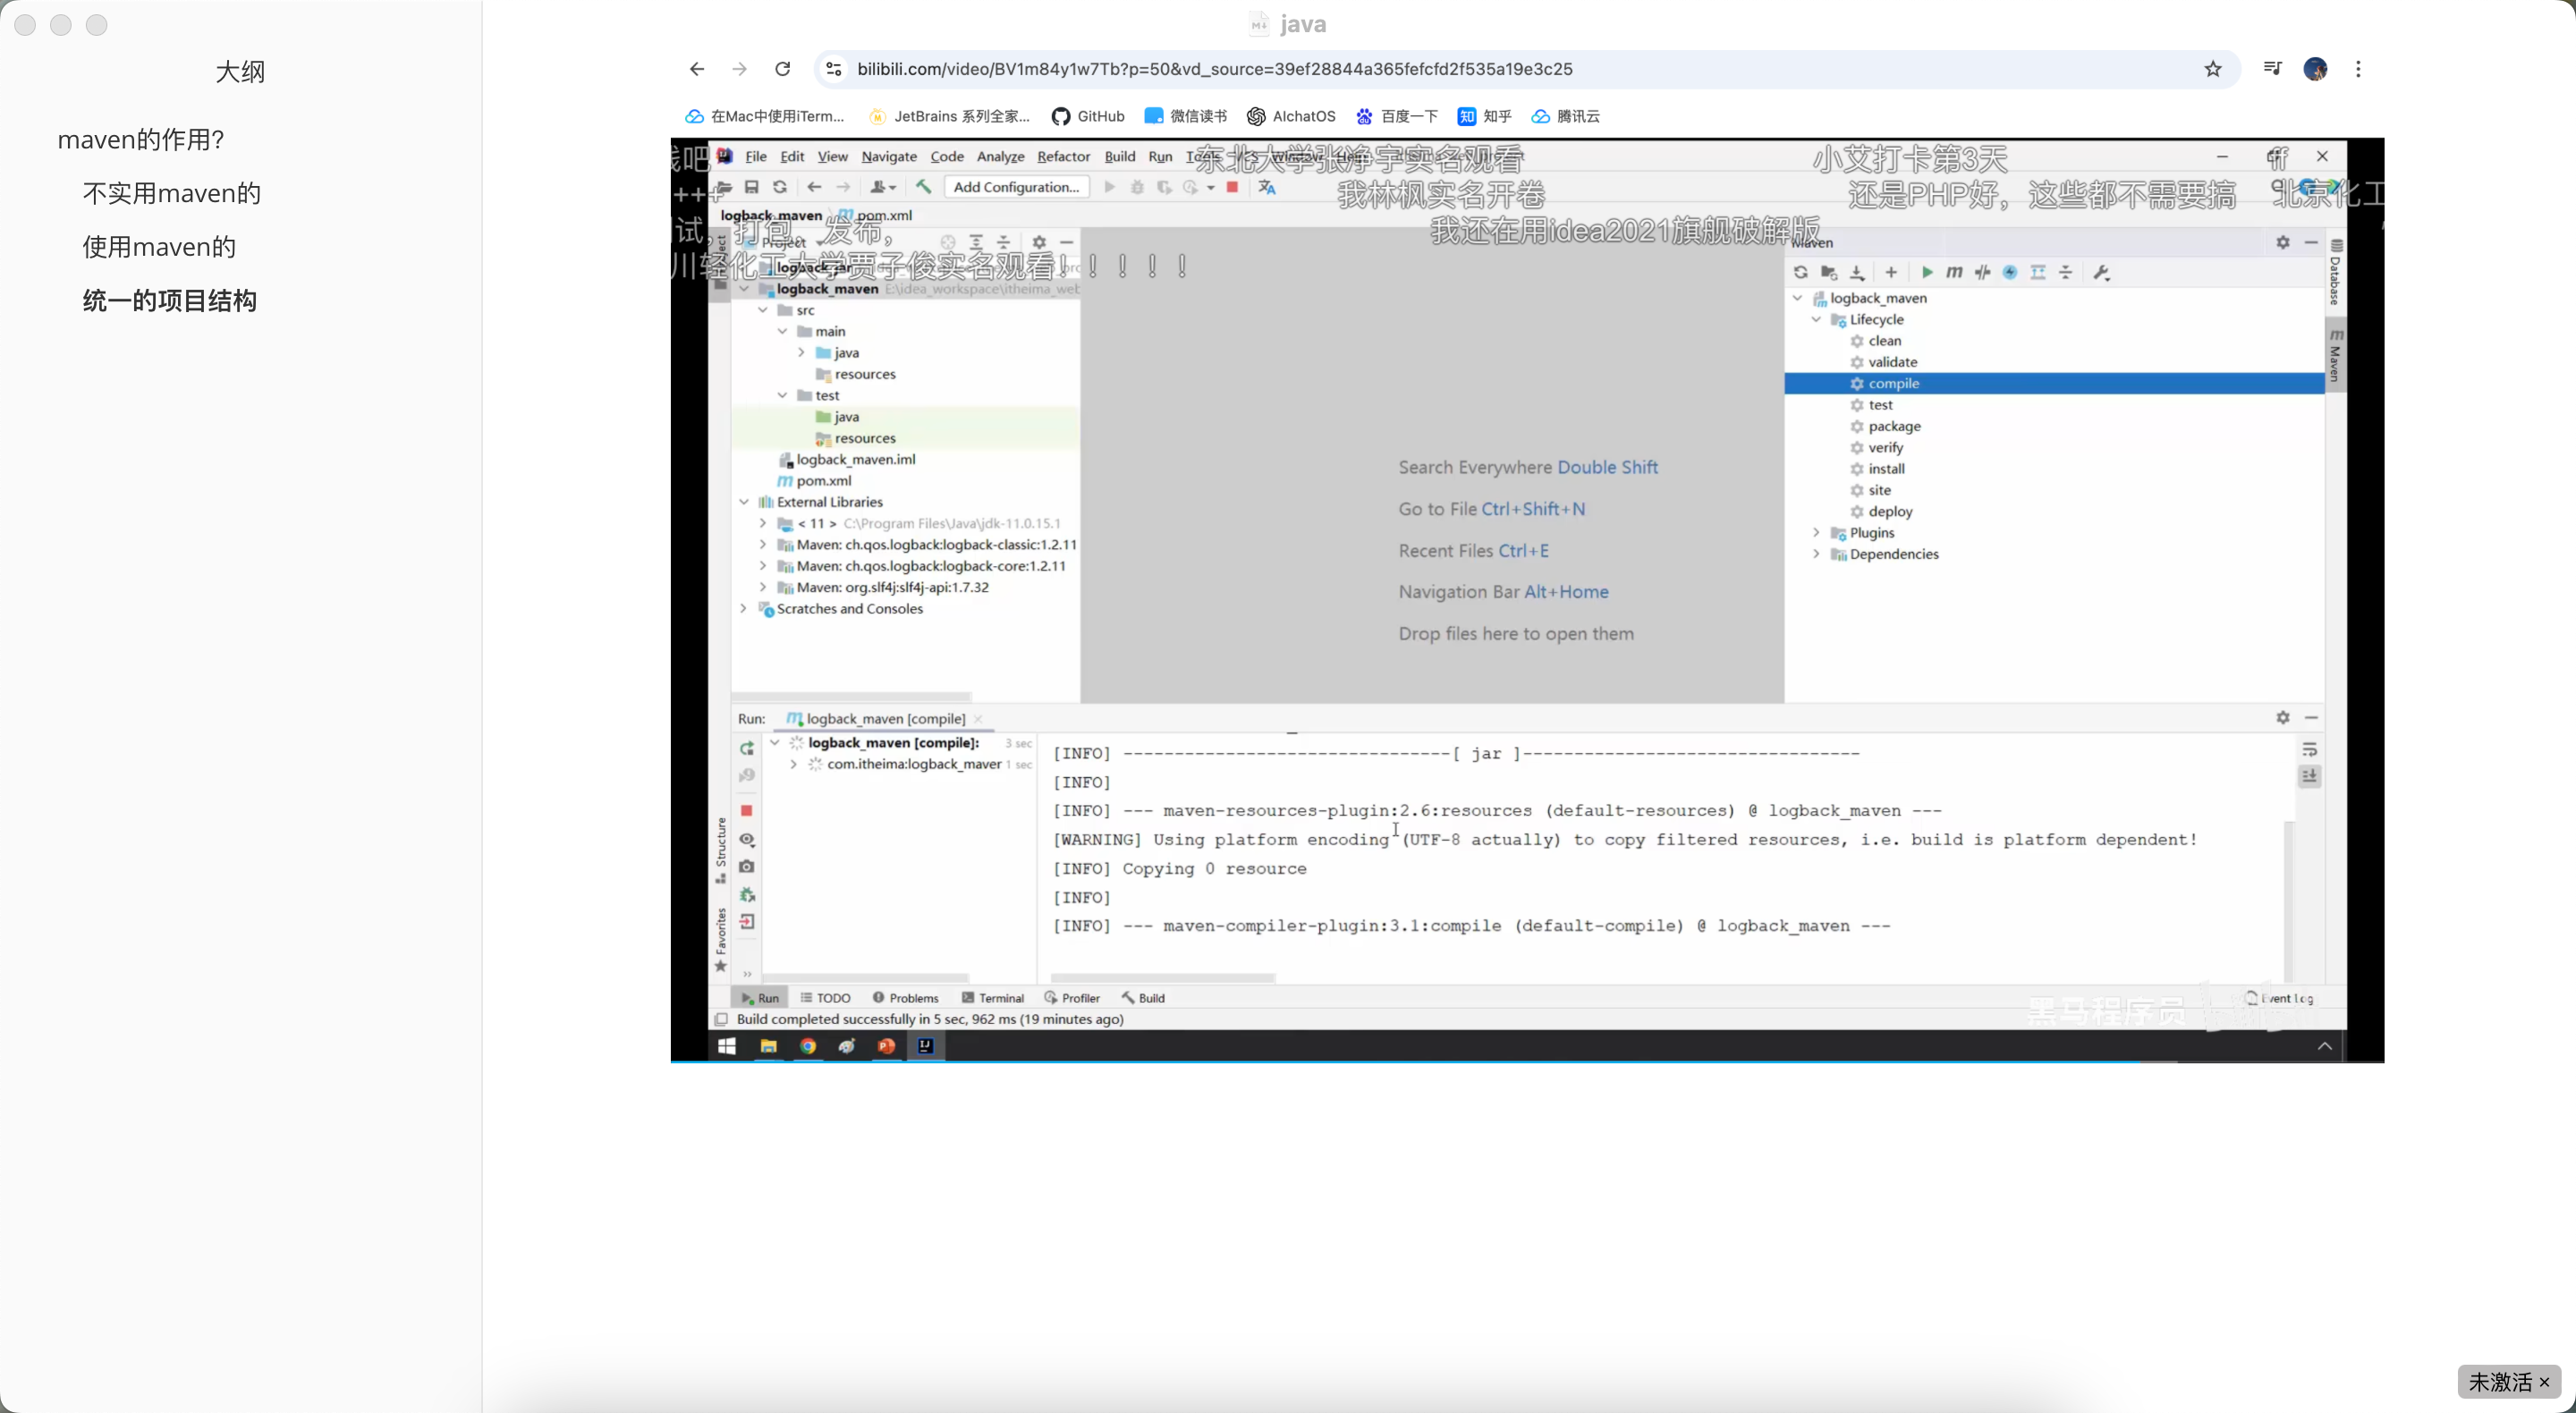 java
大纲
maven的作用?
不实用maven的
使用maven的
统一的项目结构
bilibili.com/video/BV1m84y1w7Tb?p=50&vd_source=39ef28844a365fefcfd2f535a19e3c25
在Mac中使用iTerm...
JetBrains 系列全家...
GitHub
微信读书
AIchatOS
百度一下
知乎
腾讯云
File Edit View Navigate Code Analyze Refactor Build Run
东北大学张净宇实名观看
小艾打卡第3天
ff
+++
Add Configuration...
我林枫实名开卷
还是PHP好，这些都不需要搞
北京化工
logback_maven
pom.xml
试，打包，发布，
我还在用idea2021旗舰破解版
Project
Maven
川轻化工大学贾子俊实名观看！！！！！
logback_maven E:\idea_workspace\itheima_web
src
main
java
resources
test
java
resources
logback_maven.iml
pom.xml
External Libraries
< 11 > C:\Program Files\Java\jdk-11.0.15.1
Maven: ch.qos.logback:logback-classic:1.2.11
Maven: ch.qos.logback:logback-core:1.2.11
Maven: org.slf4j:slf4j-api:1.7.32
Scratches and Consoles
Search Everywhere Double Shift
Go to File Ctrl+Shift+N
Recent Files Ctrl+E
Navigation Bar Alt+Home
Drop files here to open them
logback_maven
Lifecycle
clean
validate
compile
test
package
verify
install
site
deploy
Plugins
Dependencies
Database
Maven
Run:
logback_maven [compile]
logback_maven [compile]: 3 sec
com.itheima:logback_maver 1 sec
[INFO] --------------------------------[ jar ]---------------------------------
[INFO]
[INFO] --- maven-resources-plugin:2.6:resources (default-resources) @ logback_maven ---
[WARNING] Using platform encoding (UTF-8 actually) to copy filtered resources, i.e. build is platform dependent!
[INFO] Copying 0 resource
[INFO]
[INFO] --- maven-compiler-plugin:3.1:compile (default-compile) @ logback_maven ---
Structure
Favorites
Run
TODO
Problems
Terminal
Profiler
Build
Event Log
黑马程序员
Build completed successfully in 5 sec, 962 ms (19 minutes ago)
未激活 ×